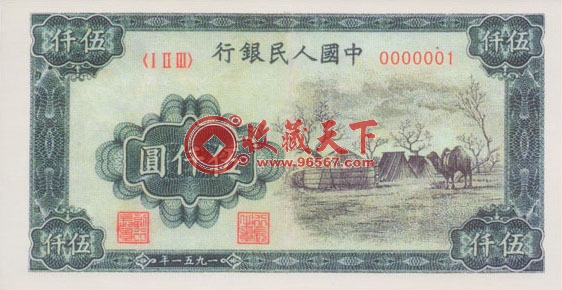 伍仟
伍仟
中國人民銀行
〈I II III〉
0000001
收藏天下
www.96567.com
伍仟圓
伍仟
伍仟
一九五一年